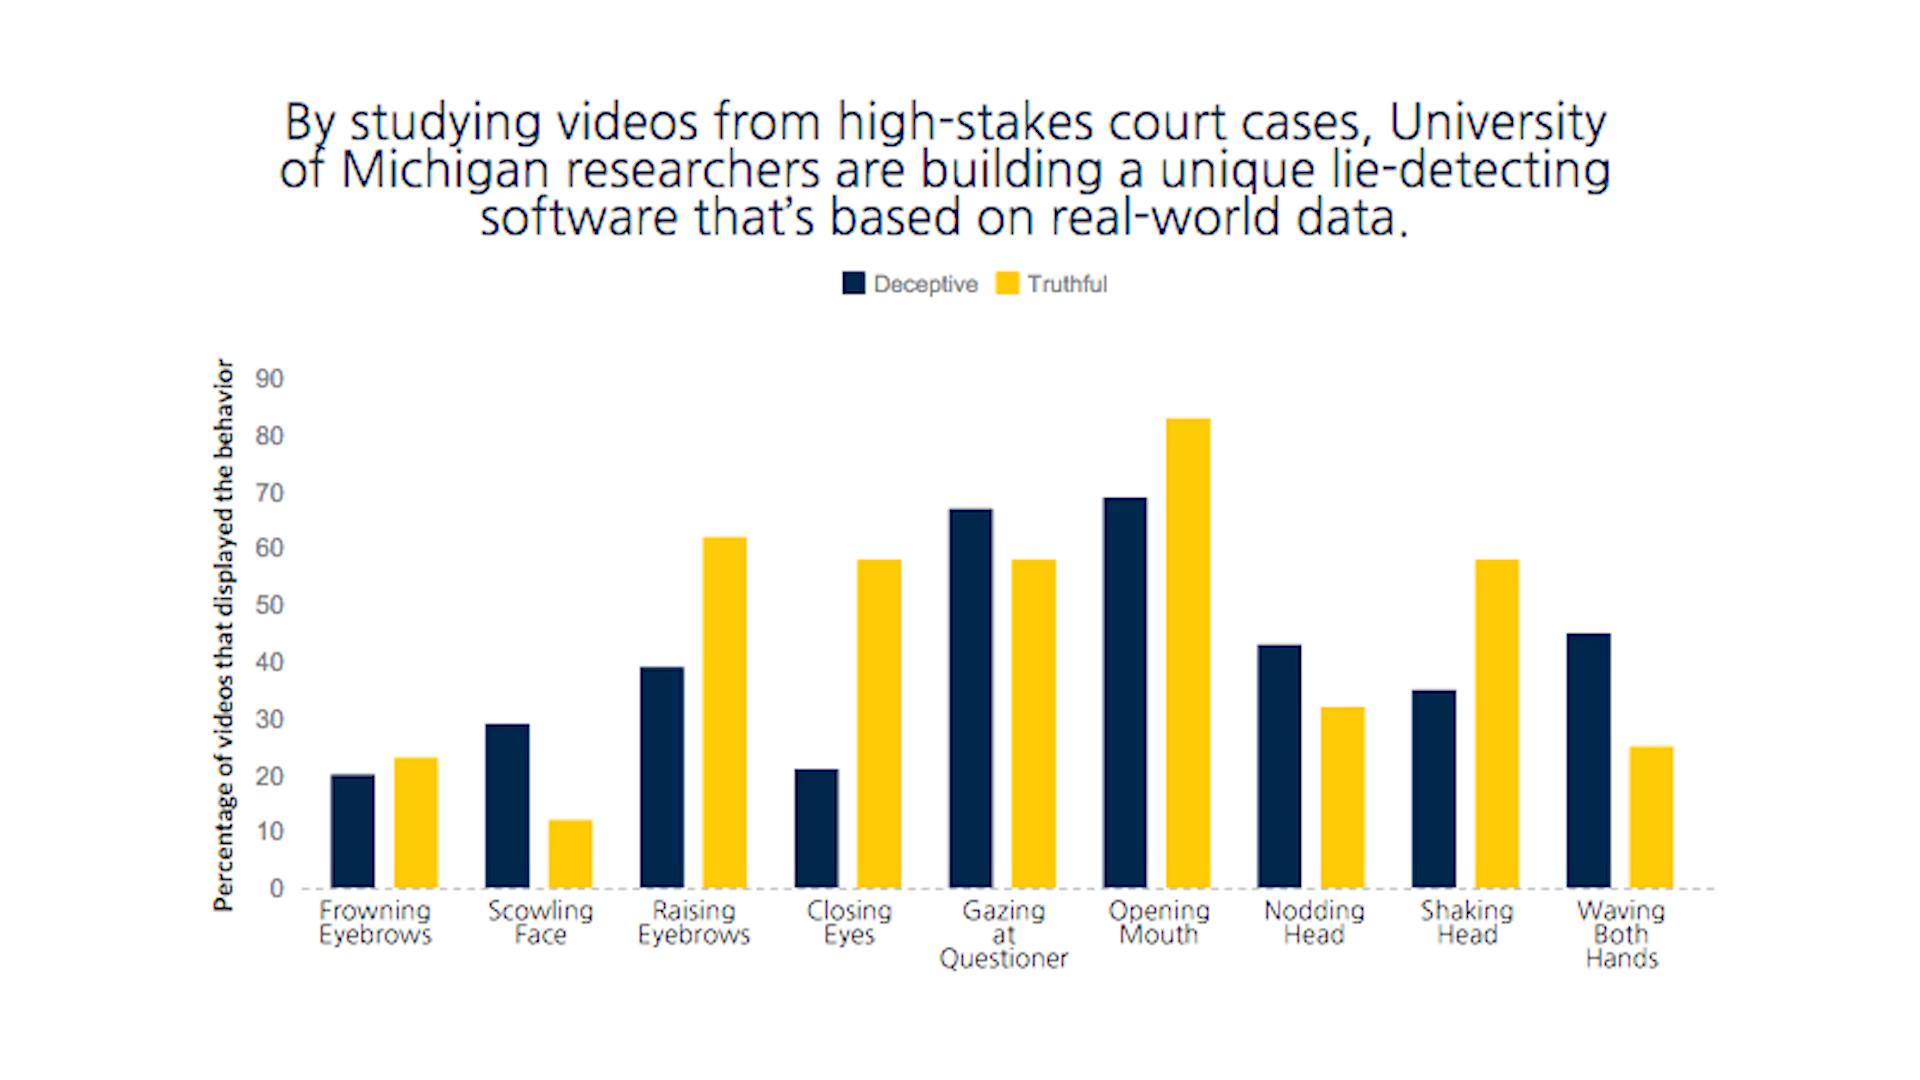 By studying videos from high-stakes court cases, University
of Michigan researchers are building a unique lie-detecting
software that's based on real-world data.
Deceptive Truthful
Percentage of videos that displayed the behavior
90
80
70
60
50
40
30
20
10
0
Frowning
Eyebrows
Scowling
Face
Raising
Eyebrows
Closing
Eyes
Gazing
at
Questioner
Opening
Mouth
Nodding
Head
Shaking
Head
Waving
Both
Hands